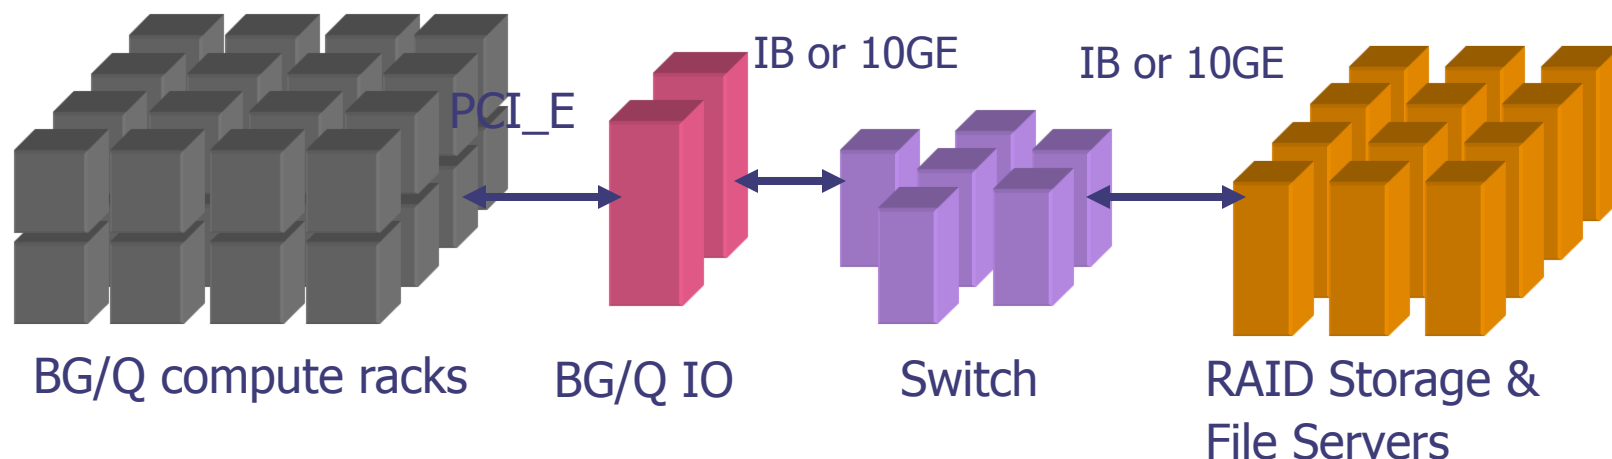 IB or 10GE
IB or 10GE
PCI_E
BG/Q compute racks
BG/Q IO
Switch
RAID Storage &
File Servers